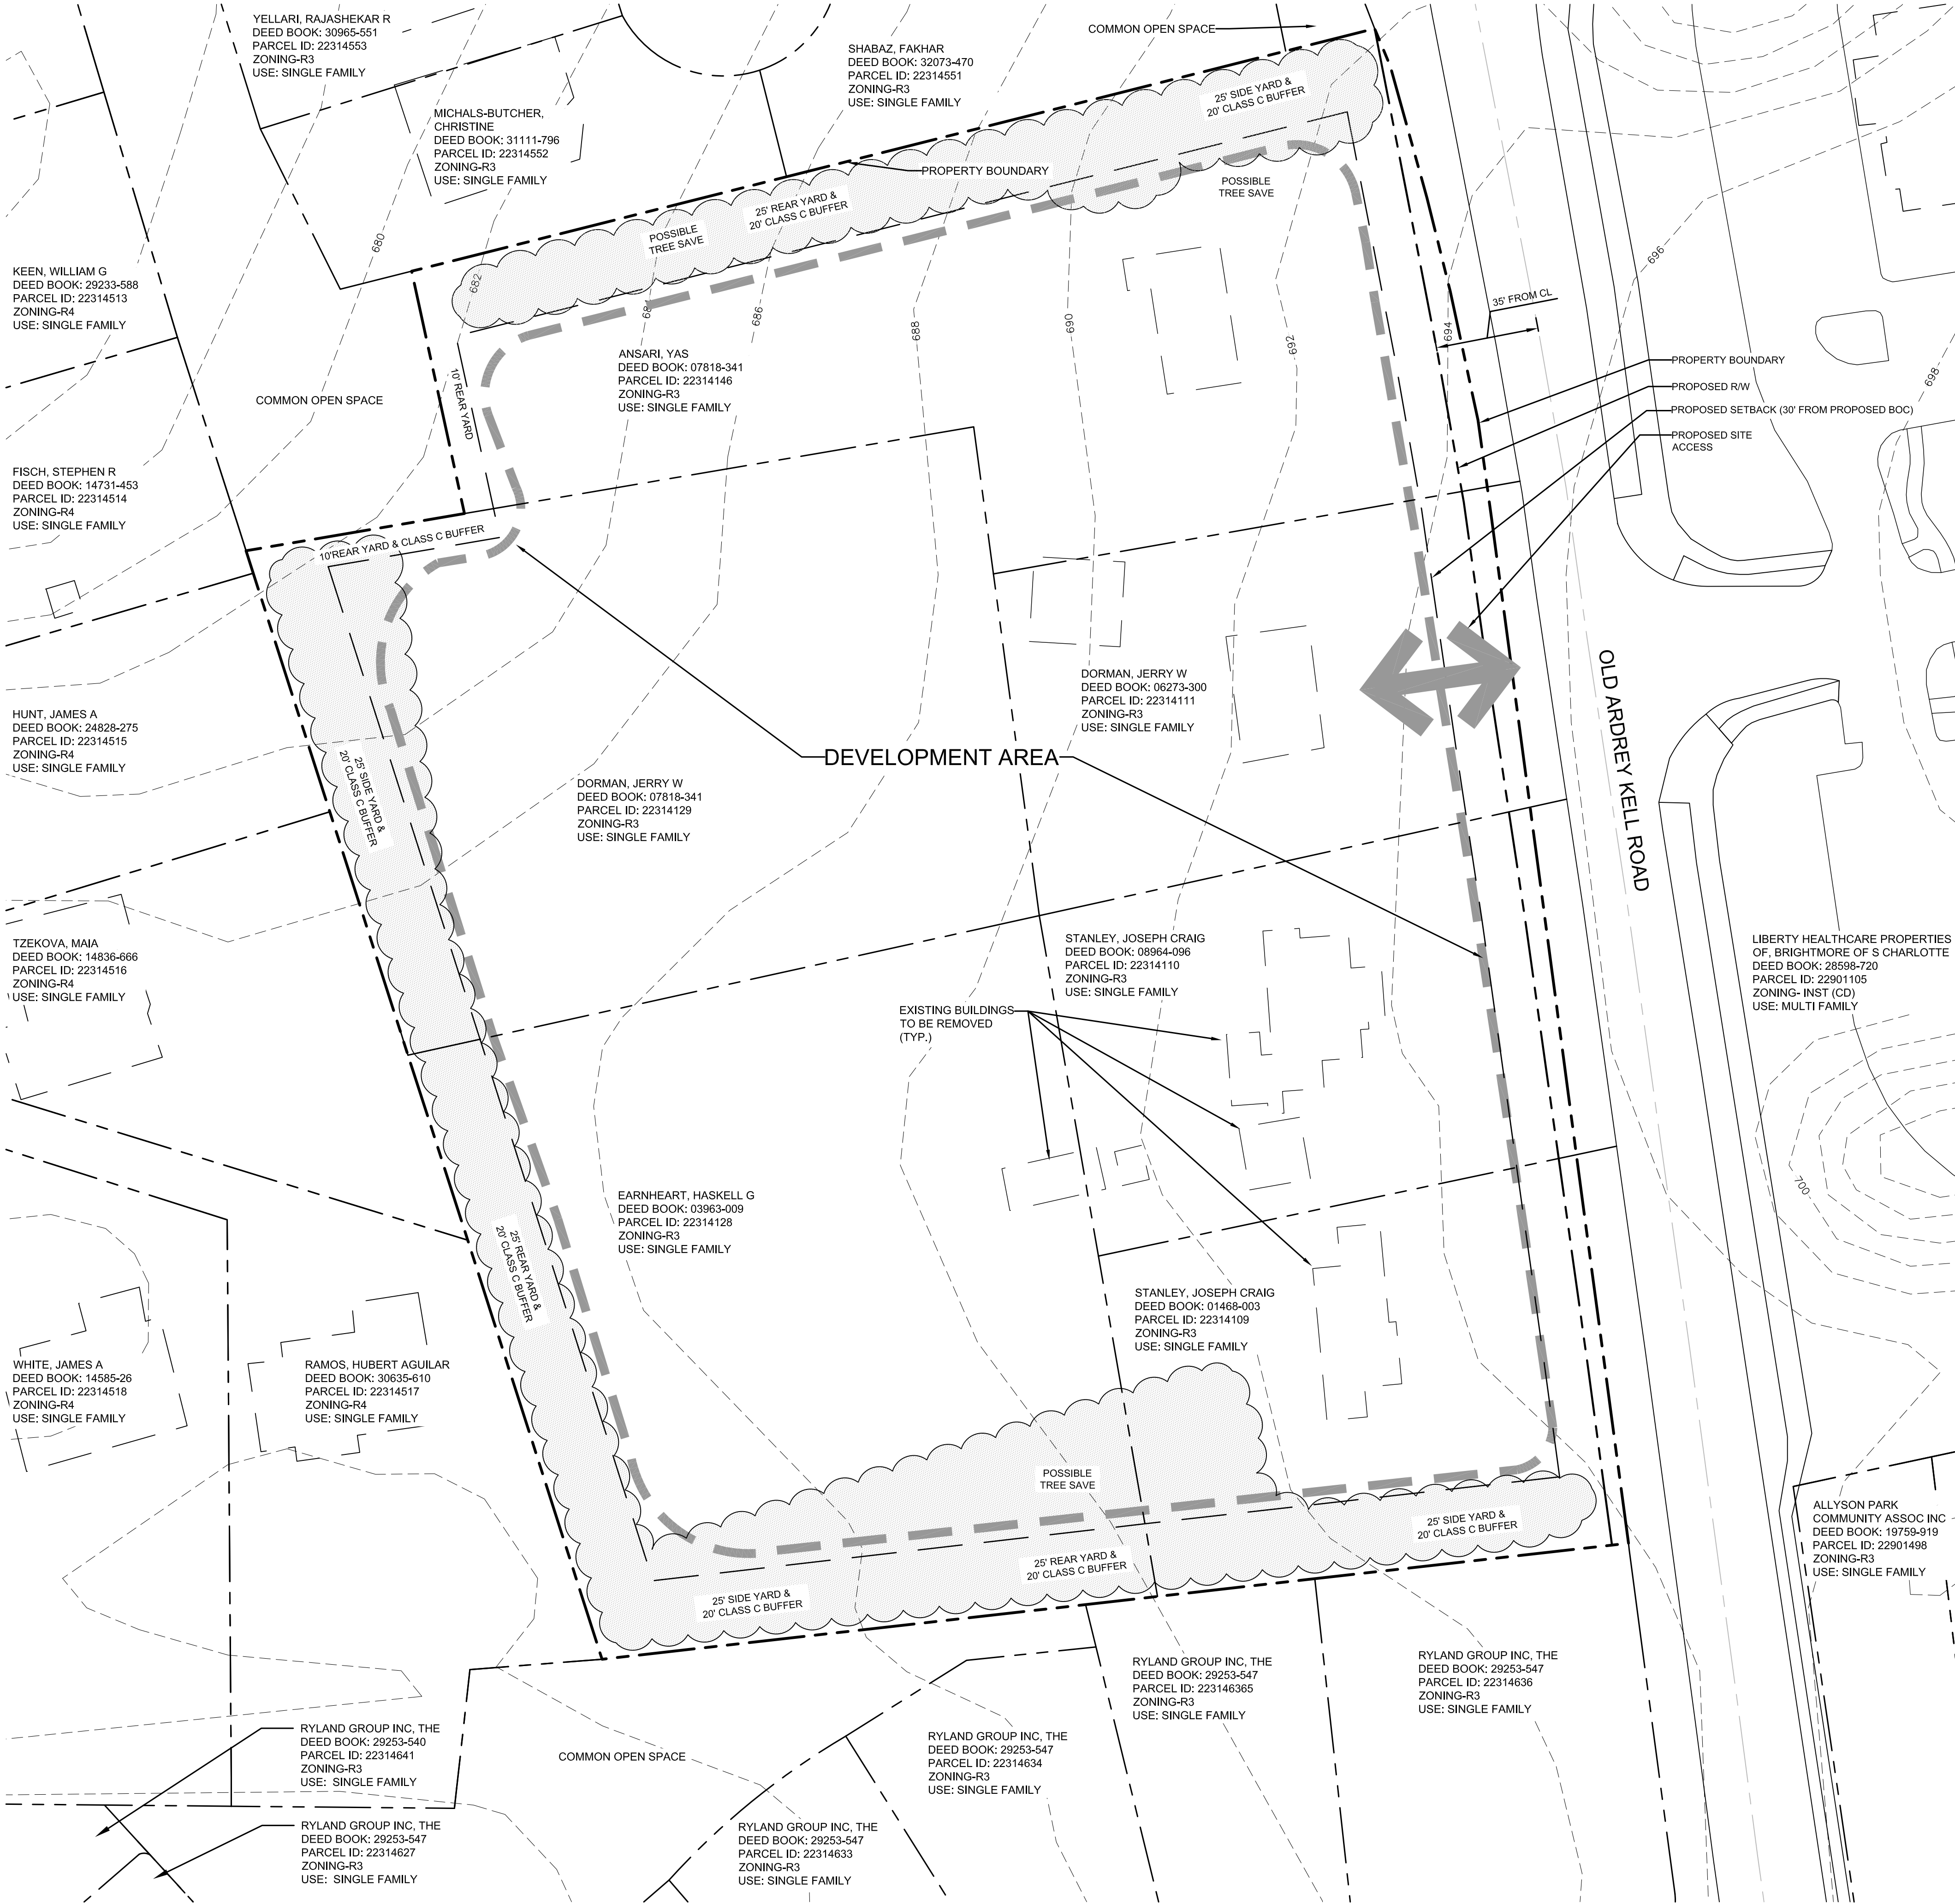 YELLARI, RAJASHEKAR R
DEED BOOK: 30965-551
PARCEL ID: 22314553
ZONING-R3
USE: SINGLE FAMILY
COMMON OPEN SPACE
SHABAZ, FAKHAR
DEED BOOK: 32073-470
PARCEL ID: 22314551
ZONING-R3
USE: SINGLE FAMILY
MICHALS-BUTCHER,
CHRISTINE
DEED BOOK: 31111-796
PARCEL ID: 22314552
ZONING-R3
USE: SINGLE FAMILY
25' SIDE YARD &
20' CLASS C BUFFER
PROPERTY BOUNDARY
POSSIBLE
TREE SAVE
25' REAR YARD &
20' CLASS C BUFFER
POSSIBLE
TREE SAVE
680
682
686
688
690
692
694
696
698
KEEN, WILLIAM G
DEED BOOK: 29233-588
PARCEL ID: 22314513
ZONING-R4
USE: SINGLE FAMILY
35' FROM CL
PROPERTY BOUNDARY
PROPOSED R/W
PROPOSED SETBACK (30' FROM PROPOSED BOC)
PROPOSED SITE
ACCESS
ANSARI, YAS
DEED BOOK: 07818-341
PARCEL ID: 22314146
ZONING-R3
USE: SINGLE FAMILY
10' REAR YARD
COMMON OPEN SPACE
FISCH, STEPHEN R
DEED BOOK: 14731-453
PARCEL ID: 22314514
ZONING-R4
USE: SINGLE FAMILY
10'REAR YARD & CLASS C BUFFER
DORMAN, JERRY W
DEED BOOK: 06273-300
PARCEL ID: 22314111
ZONING-R3
USE: SINGLE FAMILY
OLD ARDREY KELL ROAD
HUNT, JAMES A
DEED BOOK: 24828-275
PARCEL ID: 22314515
ZONING-R4
USE: SINGLE FAMILY
25' SIDE YARD &
20' CLASS C BUFFER
DEVELOPMENT AREA
DORMAN, JERRY W
DEED BOOK: 07818-341
PARCEL ID: 22314129
ZONING-R3
USE: SINGLE FAMILY
TZEKOVA, MAIA
DEED BOOK: 14836-666
PARCEL ID: 22314516
ZONING-R4
USE: SINGLE FAMILY
STANLEY, JOSEPH CRAIG
DEED BOOK: 08964-096
PARCEL ID: 22314110
ZONING-R3
USE: SINGLE FAMILY
LIBERTY HEALTHCARE PROPERTIES
OF, BRIGHTMORE OF S CHARLOTTE
DEED BOOK: 28598-720
PARCEL ID: 22901105
ZONING- INST (CD)
USE: MULTI FAMILY
EXISTING BUILDINGS
TO BE REMOVED
(TYP.)
700
EARNHEART, HASKELL G
DEED BOOK: 03963-009
PARCEL ID: 22314128
ZONING-R3
USE: SINGLE FAMILY
25' REAR YARD &
20' CLASS C BUFFER
STANLEY, JOSEPH CRAIG
DEED BOOK: 01468-003
PARCEL ID: 22314109
ZONING-R3
USE: SINGLE FAMILY
WHITE, JAMES A
DEED BOOK: 14585-26
PARCEL ID: 22314518
ZONING-R4
USE: SINGLE FAMILY
RAMOS, HUBERT AGUILAR
DEED BOOK: 30635-610
PARCEL ID: 22314517
ZONING-R4
USE: SINGLE FAMILY
POSSIBLE
TREE SAVE
25' SIDE YARD &
20' CLASS C BUFFER
25' REAR YARD &
20' CLASS C BUFFER
25' SIDE YARD &
20' CLASS C BUFFER
ALLYSON PARK
COMMUNITY ASSOC INC
DEED BOOK: 19759-919
PARCEL ID: 22901498
ZONING-R3
USE: SINGLE FAMILY
RYLAND GROUP INC, THE
DEED BOOK: 29253-547
PARCEL ID: 223146365
ZONING-R3
USE: SINGLE FAMILY
RYLAND GROUP INC, THE
DEED BOOK: 29253-547
PARCEL ID: 22314636
ZONING-R3
USE: SINGLE FAMILY
RYLAND GROUP INC, THE
DEED BOOK: 29253-540
PARCEL ID: 22314641
ZONING-R3
USE: SINGLE FAMILY
COMMON OPEN SPACE
RYLAND GROUP INC, THE
DEED BOOK: 29253-547
PARCEL ID: 22314634
ZONING-R3
USE: SINGLE FAMILY
RYLAND GROUP INC, THE
DEED BOOK: 29253-547
PARCEL ID: 22314627
ZONING-R3
USE: SINGLE FAMILY
RYLAND GROUP INC, THE
DEED BOOK: 29253-547
PARCEL ID: 22314633
ZONING-R3
USE: SINGLE FAMILY